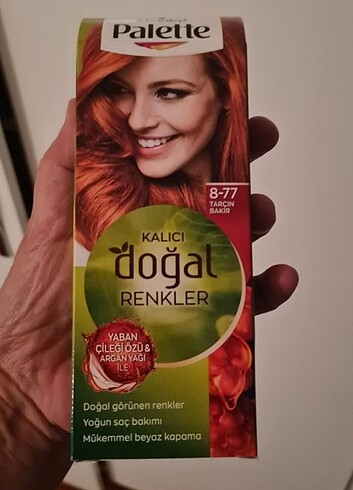 Palette
8-77
TARÇIN
BAKIR
KALICI
doğal
RENKLER
YABAN
ÇİLEĞİ ÖZÜ &
ARGAN YAĞI
İLE
Doğal görünen renkler
Yoğun saç bakımı
Mükemmel beyaz kapama